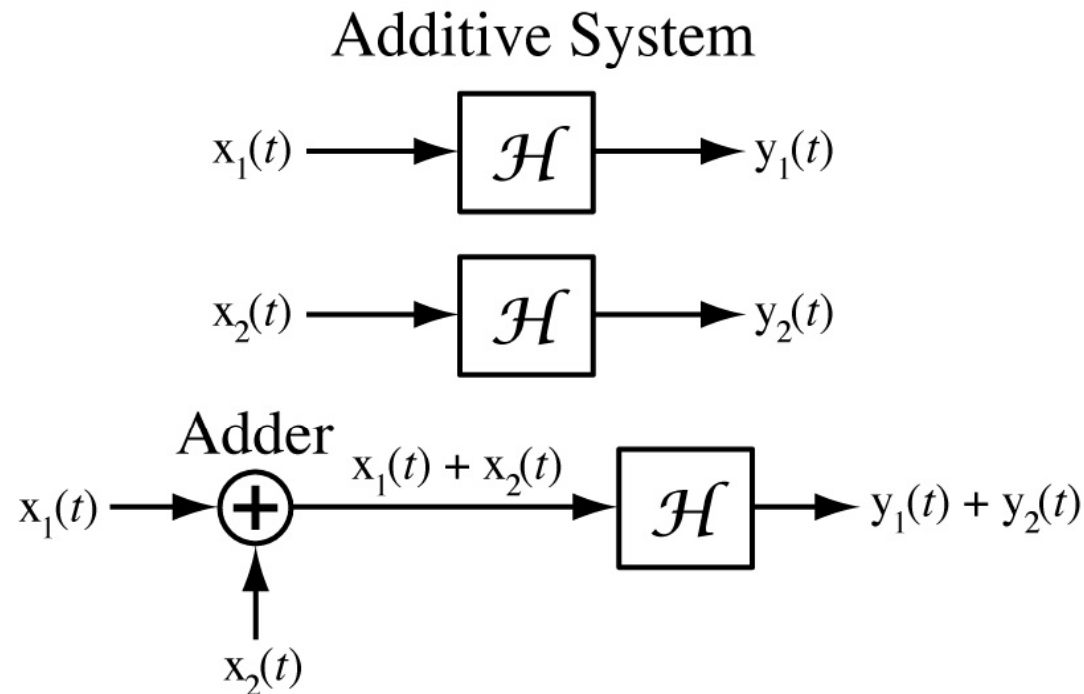 Additive System
x₁(t) ℋ y₁(t)
x₂(t) ℋ y₂(t)
Adder
x₁(t) + x₂(t)
x₁(t) + ℋ y₁(t) + y₂(t)
x₂(t)